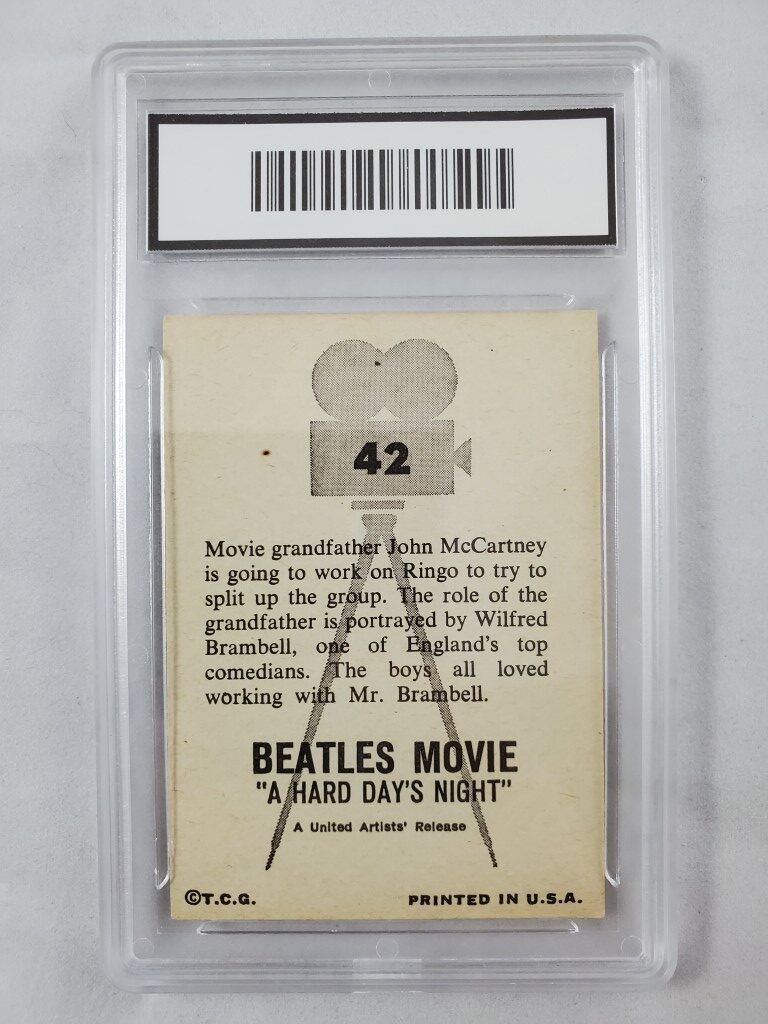 42
Movie grandfather John McCartney
is going to work on Ringo to try to
split up the group. The role of the
grandfather is portrayed by Wilfred
Brambell, one of England's top
comedians. The boys all loved
working with Mr. Brambell.
BEATLES MOVIE
"A HARD DAY'S NIGHT"
A United Artists' Release
©T.C.G. PRINTED IN U.S.A.